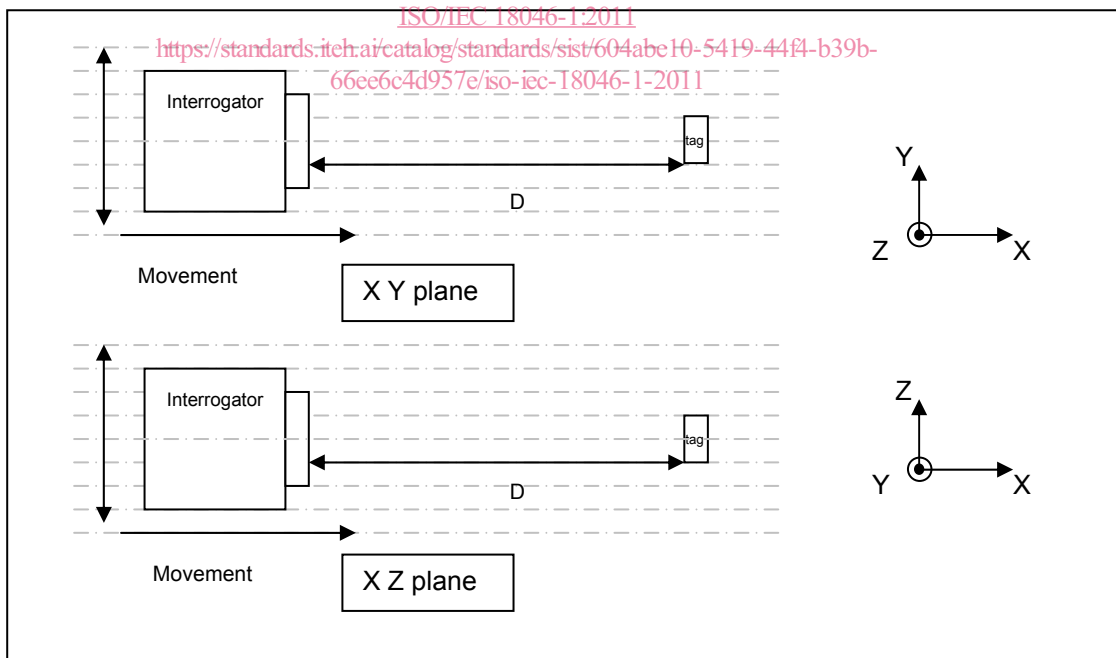 ISO/IEC 18046-1:2011
https://standards.iteh.ai/catalog/standards/sist/604abe10-5419-44f4-b39b-
66ee6c4d957e/iso-iec-18046-1-2011
Interrogator
tag
D
Movement
X Y plane
Y
Z
X
Interrogator
tag
D
Movement
X Z plane
Z
Y
X